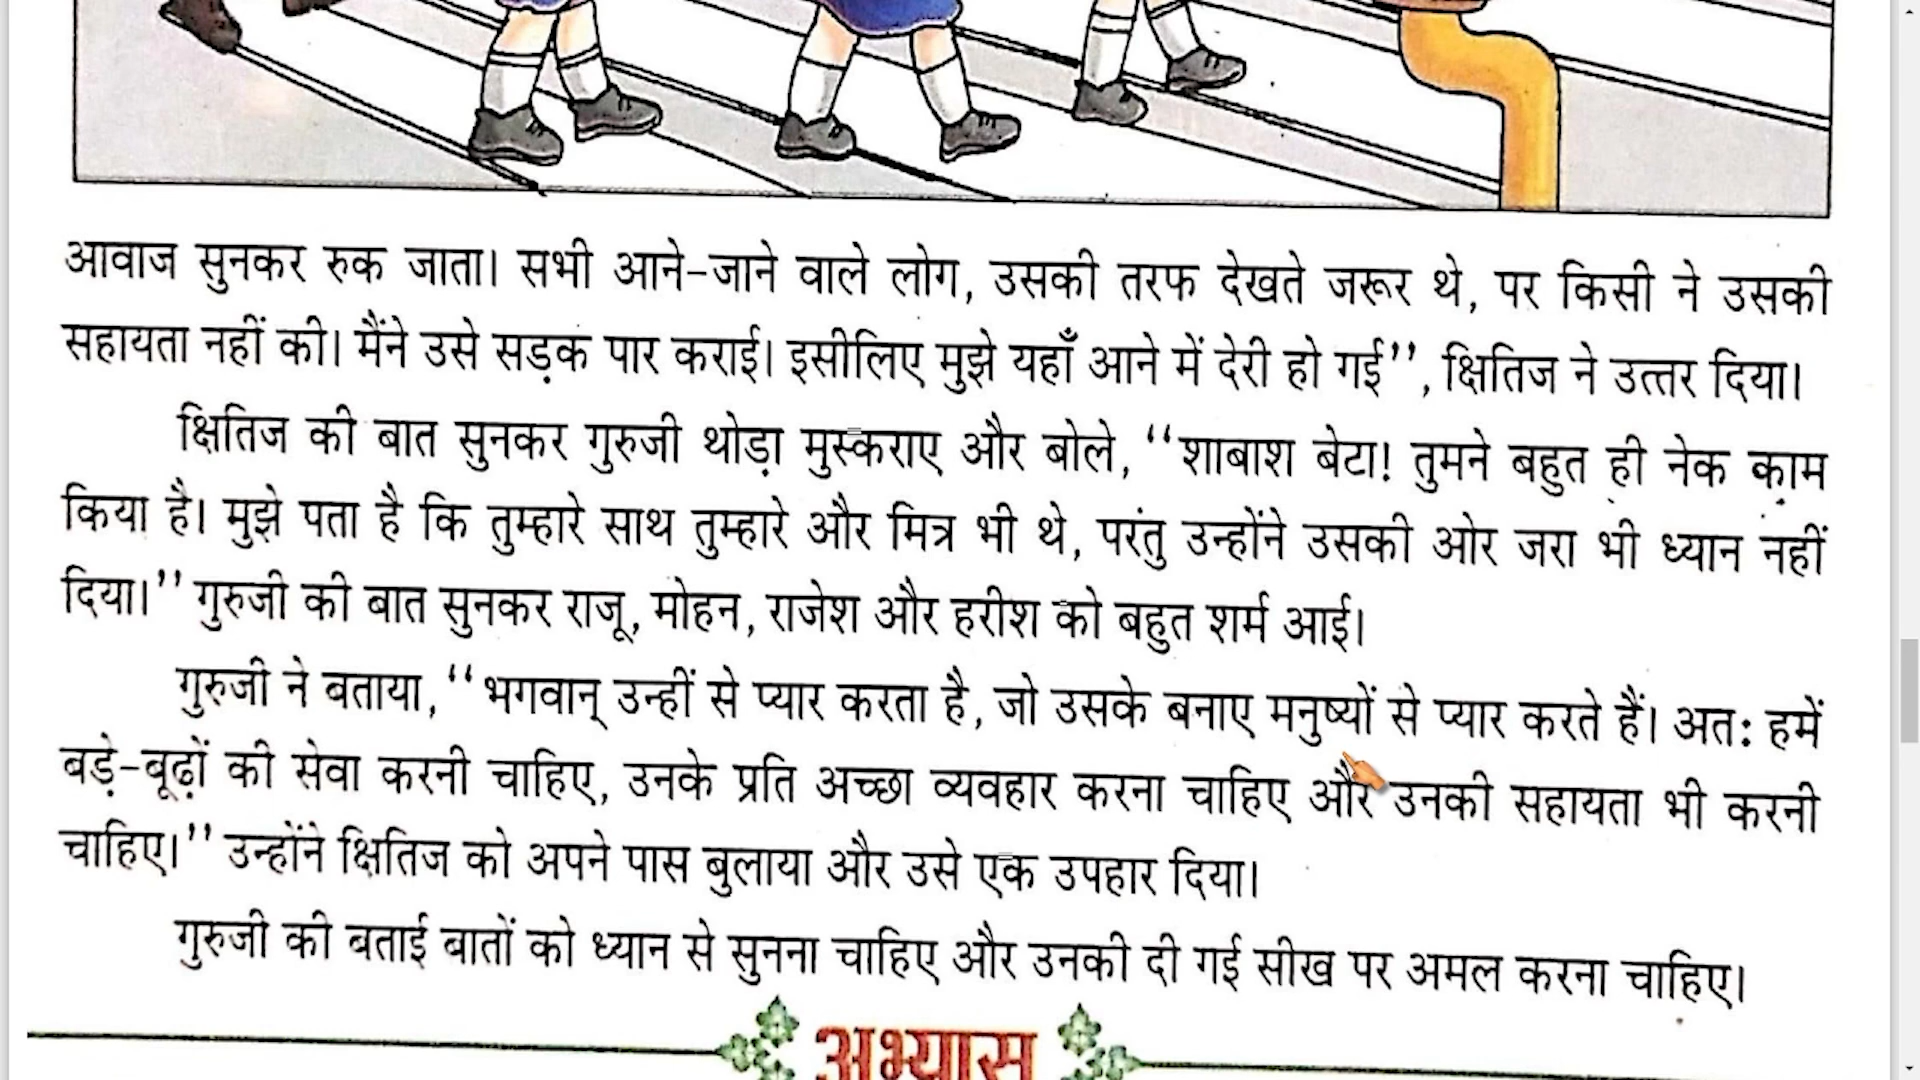 आवाज सुनकर रुक जाता। सभी आने-जाने वाले लोग, उसकी तरफ देखते जरूर थे, पर किसी ने उसकी
सहायता नहीं की। मैंने उसे सड़क पार कराई। इसीलिए मुझे यहाँ आने में देरी हो गई’’, क्षितिज ने उत्तर दिया।
क्षितिज की बात सुनकर गुरुजी थोड़ा मुस्कराए और बोले, ‘‘शाबाश बेटा! तुमने बहुत ही नेक काम
किया है। मुझे पता है कि तुम्हारे साथ तुम्हारे और मित्र भी थे, परंतु उन्होंने उसकी ओर जरा भी ध्यान नहीं
दिया।’’ गुरुजी की बात सुनकर राजू, मोहन, राजेश और हरीश को बहुत शर्म आई।
गुरुजी ने बताया, ‘‘भगवान् उन्हीं से प्यार करता है, जो उसके बनाए मनुष्यों से प्यार करते हैं। अतः हमें
बड़े-बूढ़ों की सेवा करनी चाहिए, उनके प्रति अच्छा व्यवहार करना चाहिए और उनकी सहायता भी करनी
चाहिए।’’ उन्होंने क्षितिज को अपने पास बुलाया और उसे एक उपहार दिया।
गुरुजी की बताई बातों को ध्यान से सुनना चाहिए और उनकी दी गई सीख पर अमल करना चाहिए।
अभ्यास